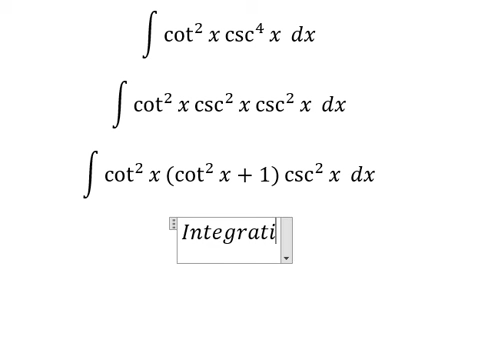 ∫ cot² x csc⁴ x dx
∫ cot² x csc² x csc² x dx
∫ cot² x (cot² x + 1) csc² x dx
Integrati